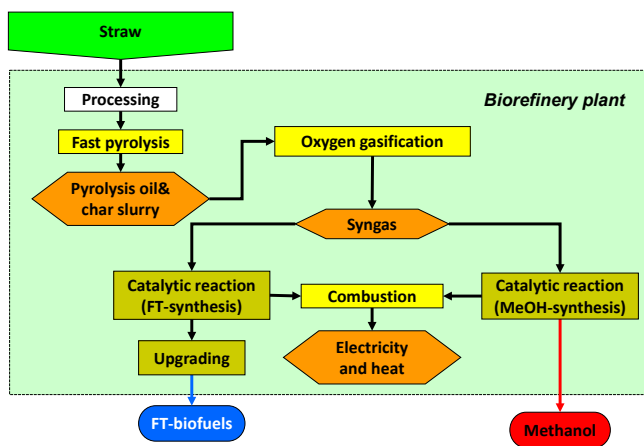 Straw
Processing
Biorefinery plant
Fast pyrolysis
Oxygen gasification
Pyrolysis oil&
char slurry
Syngas
Catalytic reaction
(FT-synthesis)
Combustion
Catalytic reaction
(MeOH-synthesis)
Upgrading
Electricity
and heat
FT-biofuels
Methanol